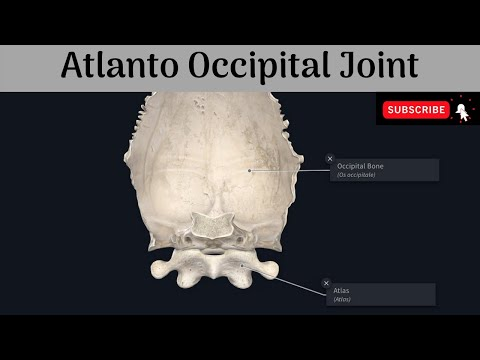 Atlanto Occipital Joint
SUBSCRIBE
Occipital Bone
(Os occipitale)
Atlas
(Atlas)